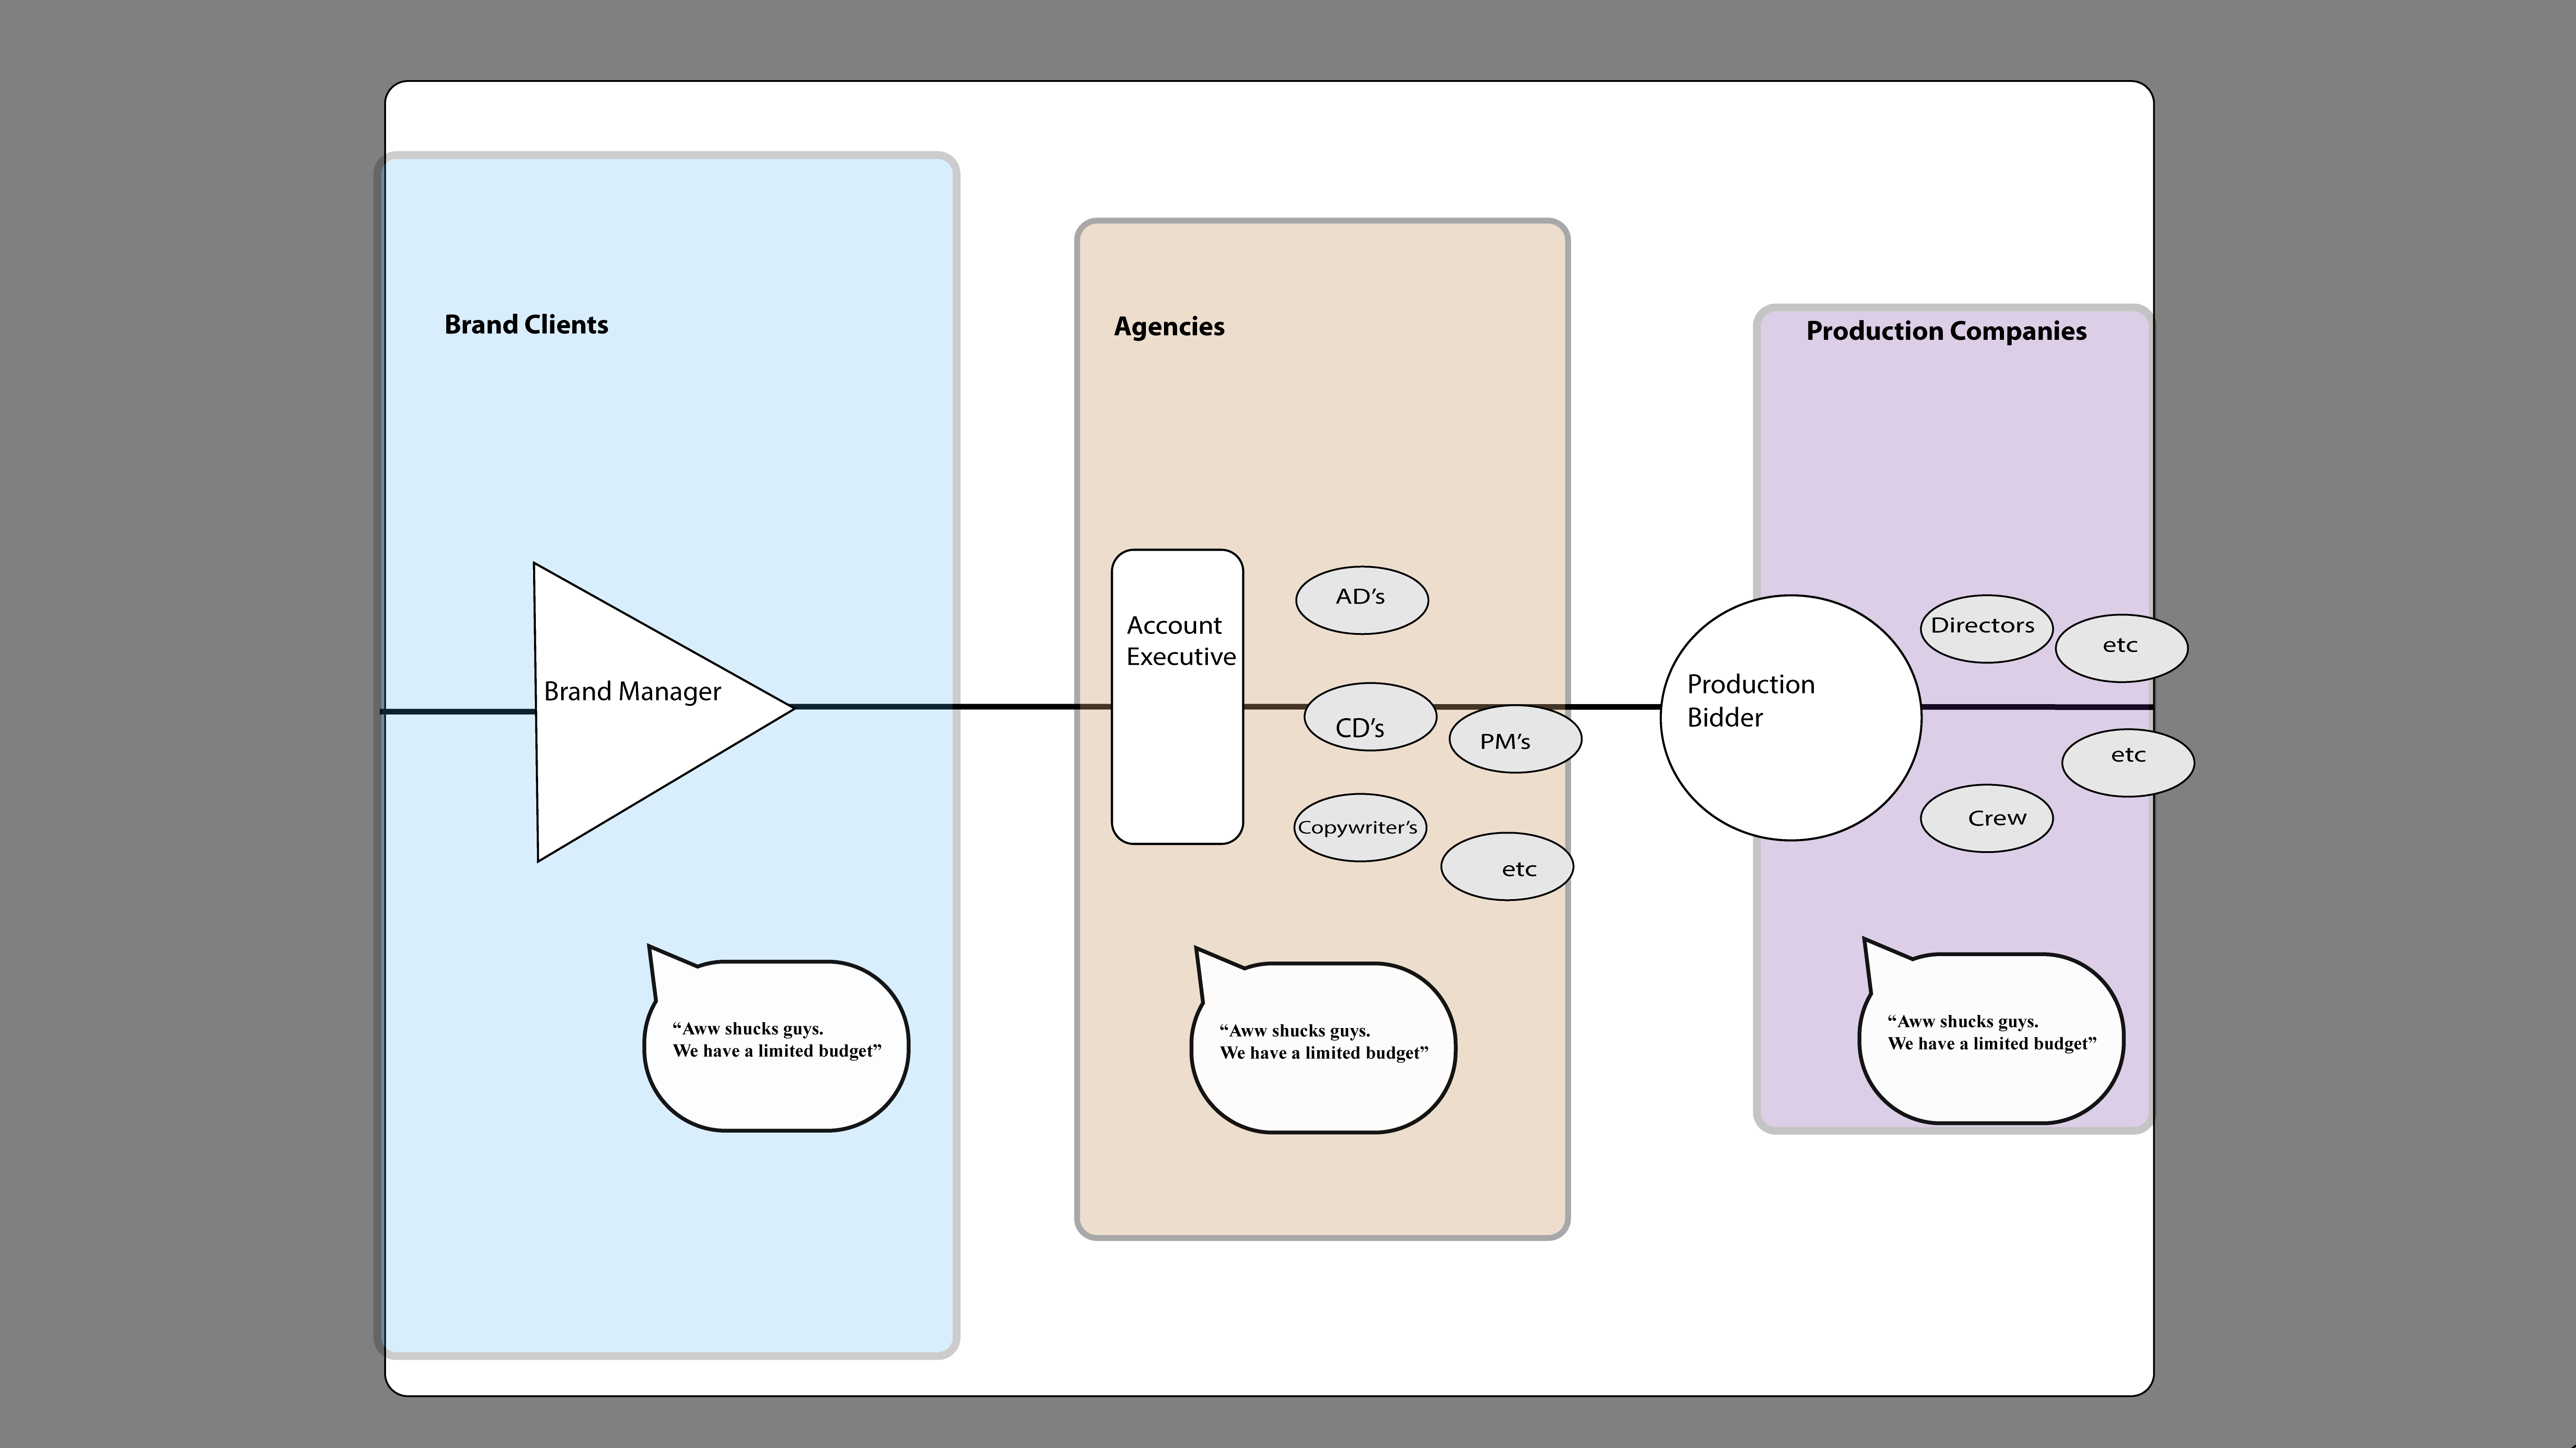 Brand Clients
Agencies
Production Companies
Brand Manager
Account
Executive
AD’s
CD’s
PM’s
Copywriter’s
etc
Production
Bidder
Directors
etc
etc
Crew
“Aww shucks guys.
We have a limited budget”
“Aww shucks guys.
We have a limited budget”
“Aww shucks guys.
We have a limited budget”